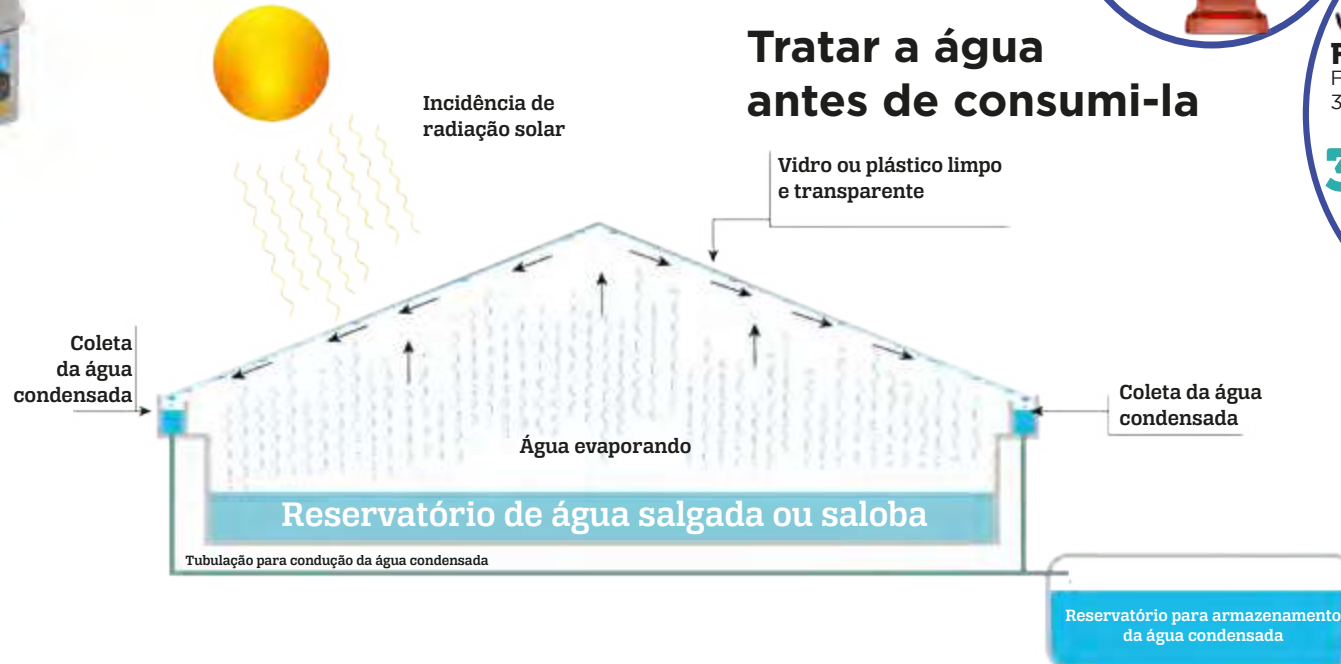 Tratar a água
antes de consumi-la
Incidência de
radiação solar
Vidro ou plástico limpo
e transparente
Coleta
da água
condensada
Coleta da água
condensada
Água evaporando
Reservatório de água salgada ou saloba
Tubulação para condução da água condensada
Reservatório para armazenamento
da água condensada